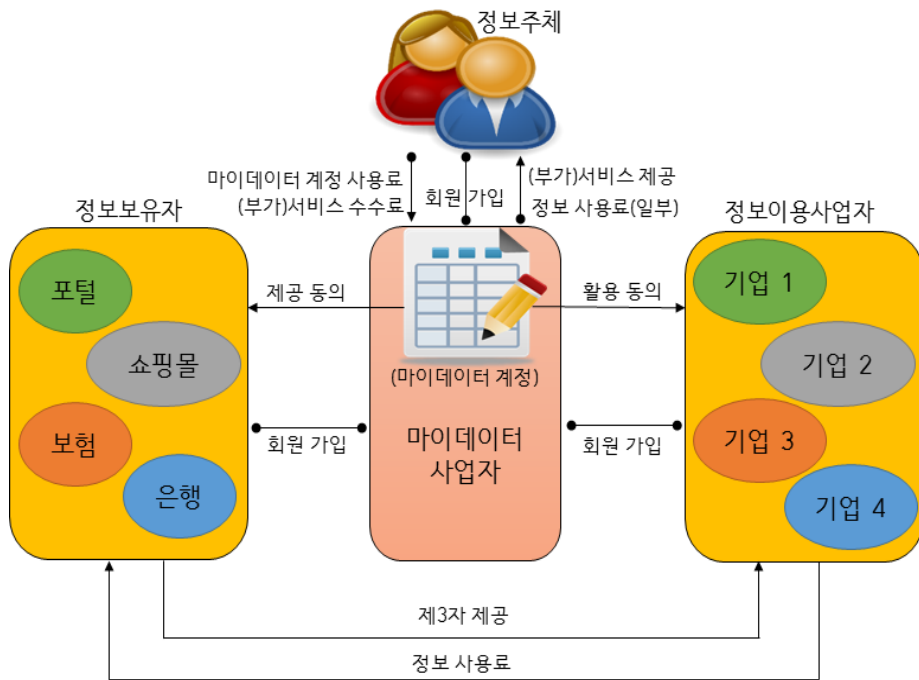 정보주체
마이데이터 계정 사용료
(부가)서비스 수수료
회원 가입
(부가)서비스 제공
정보 사용료(일부)
정보보유자
정보이용사업자
포털
쇼핑몰
보험
은행
제공 동의
활용 동의
(마이데이터 계정)
마이데이터
사업자
회원 가입
회원 가입
기업 1
기업 2
기업 3
기업 4
제3자 제공
정보 사용료